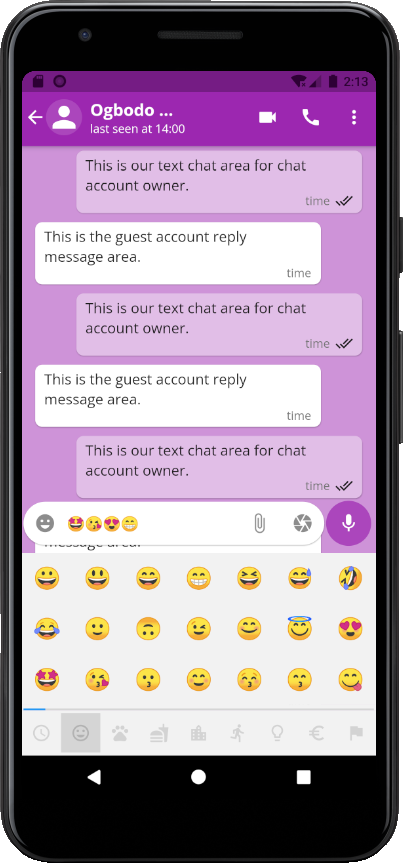 2:13
Ogbodo ...
last seen at 14:00
This is our text chat area for chat
account owner.
time
This is the guest account reply
message area.
time
This is our text chat area for chat
account owner.
time
This is the guest account reply
message area.
time
This is our text chat area for chat
account owner.
time
message area.